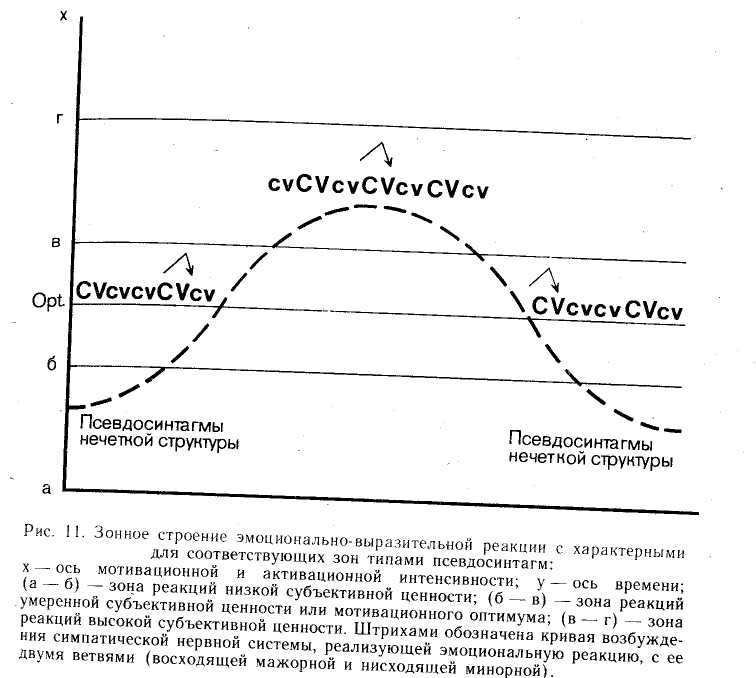 x
г
cvCVcvCVcvCVcv
в
CVcvcvCVcv
Opt.
CVcvcvCVcv
б
Псевдосинтагмы
нечеткой структуры
Псевдосинтагмы
нечеткой структуры
а
Рис. 11. Зонное строение эмоционально-выразительной реакции с характерными
для соответствующих зон типами псевдосинтагм:
х — ось мотивационной и активационной интенсивности; у — ось времени;
(а — б) — зона реакций низкой субъективной ценности; (б — в) — зона реакций
умеренной субъективной ценности или мотивационного оптимума; (в — г) — зона
реакций высокой субъективной ценности. Штрихами обозначена кривая возбужде-
ния симпатической нервной системы, реализующей эмоциональную реакцию, с ее
двумя ветвями (восходящей мажорной и нисходящей минорной).